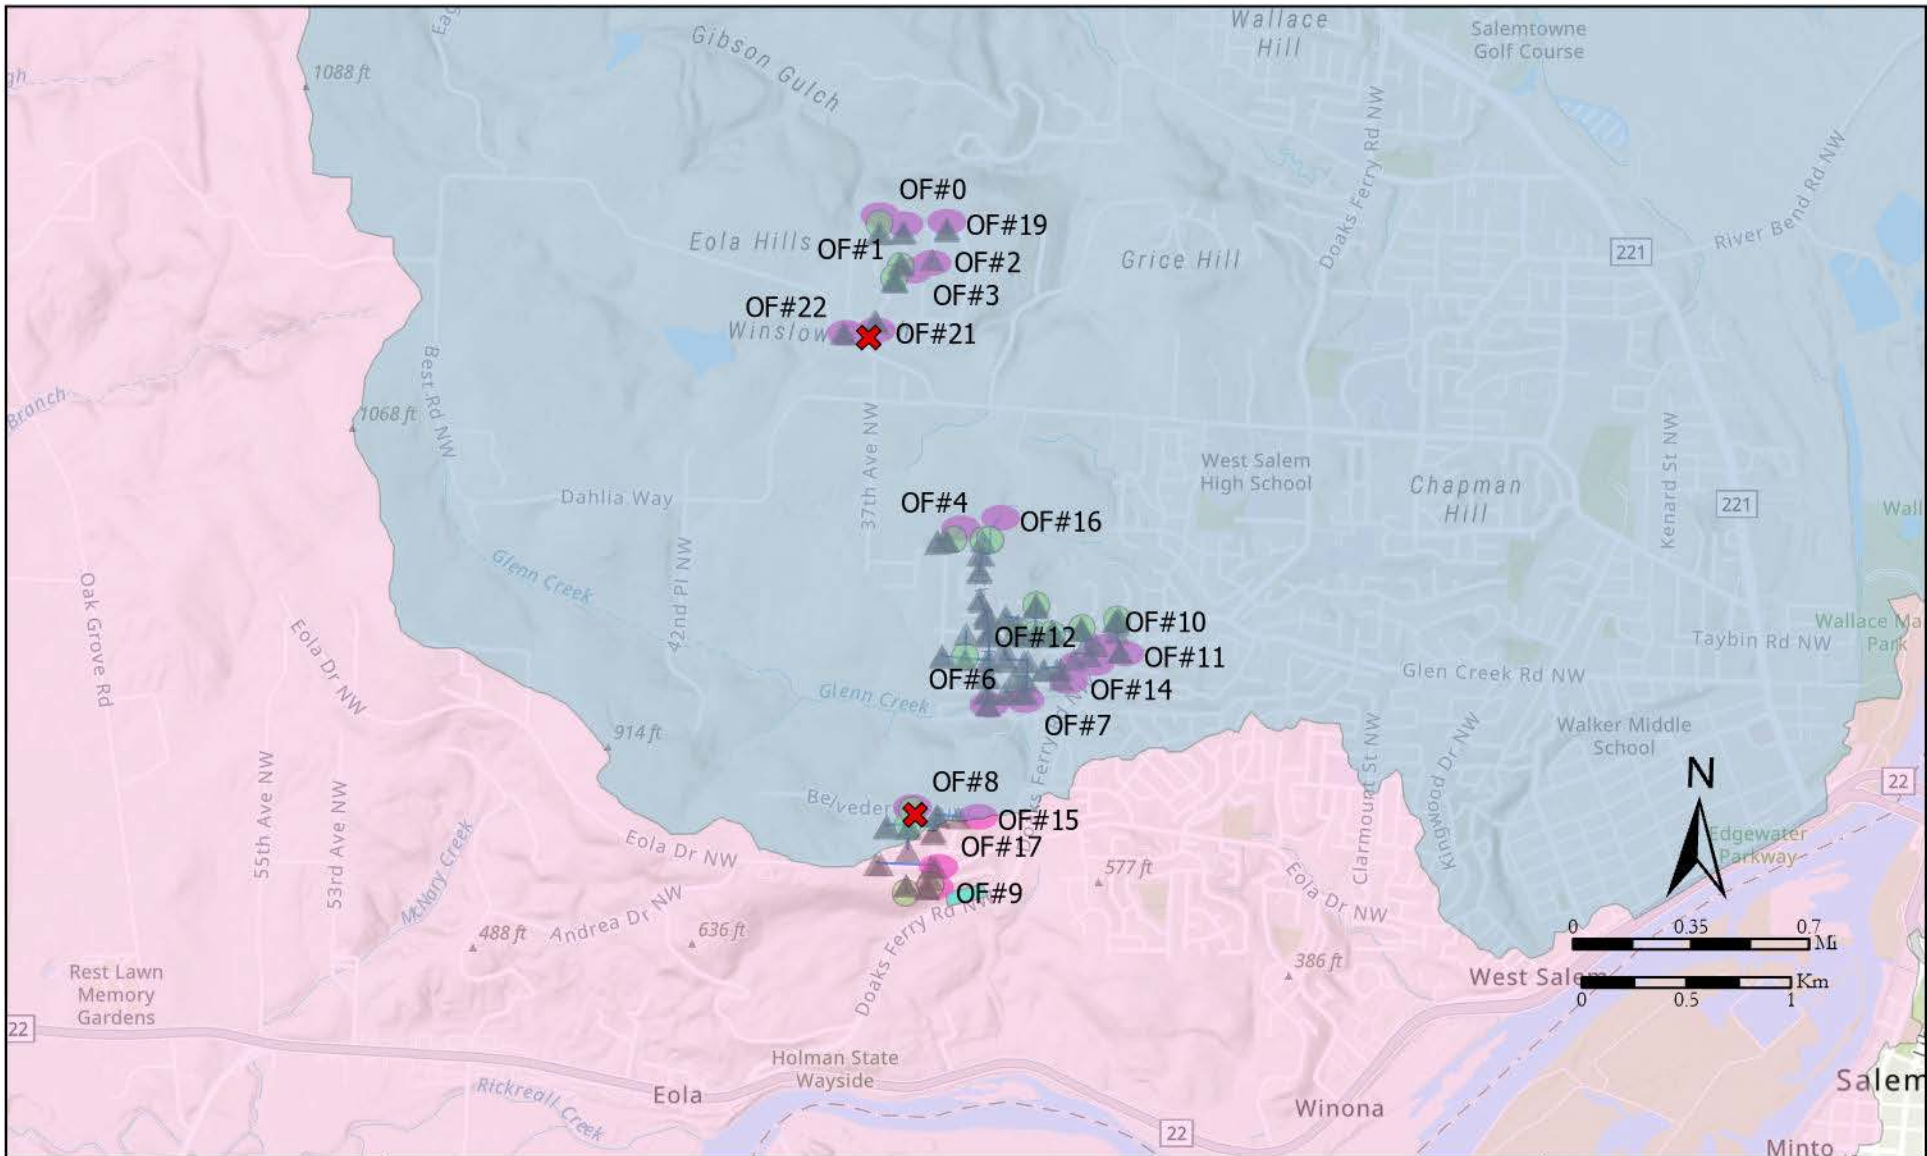 Wallace
Hill
Salemtowne
Golf Course
Gibson Gulch
1088 ft
Doaks Ferry Rd NW
River Bend Rd NW
OF#0
OF#19
Eola Hills
OF#1
Grice Hill
221
OF#2
OF#3
OF#22
Winslow
OF#21
Best Rd NW
Branch
1068 ft
37th Ave NW
Kenard St NW
West Salem
High School
Chapman
Hill
Dahlia Way
221
OF#4
OF#16
Wall
Glenn Creek
42nd Pl NW
Oak Grove Rd
Eola Dr NW
OF#10
OF#12
Wallace Ma
Park
Taybin Rd NW
OF#11
Glen Creek Rd NW
OF#6
OF#14
Glenn Creek
OF#7
914 ft
Walker Middle
School
N
55th Ave NW
53rd Ave NW
Clarmount St NW
Kingwood Dr NW
22
OF#8
Belveder
OF#15
Doaks Ferry Rd N
Edgewater
Parkway
McNary Creek
Eola Dr NW
OF#17
577 ft
Eola Dr NW
OF#9
Andrea Dr NW
488 ft
636 ft
Doaks Ferry Rd NW
0 0.35 0.7
Mi
386 ft
West Salem
Km
0 0.5 1
Rest Lawn
Memory
Gardens
22
Holman State
Wayside
Eola
Rickreall Creek
Winona
22
Salem
Minto